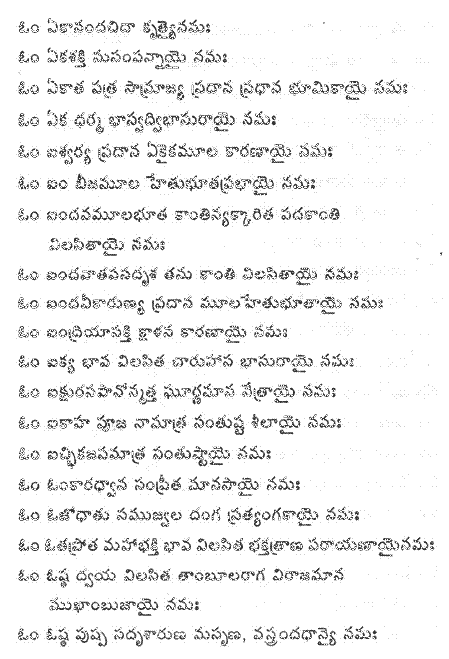 ఓం ఏకానందచిదా కృత్యైనమః
ఓం ఏకశక్తి సుసంపన్నాయై నమః
ఓం ఏకాత పత్ర సామ్రాజ్య ప్రదాన ప్రధాన భూమికాయై నమః
ఓం ఏక ధర్మ భాస్వద్విభాసురాయై నమః
ఓం ఐశ్వర్య ప్రదాన ఏకైకమూల కారణాయై నమః
ఓం ఐం బీజమూల హేతుభూతప్రభాయై నమః
ఓం ఐందవమూలభూత కాంతిన్యక్కారిత పదకాంతి
విలసితాయై నమః
ఓం ఐందవాతపసదృశ తను కాంతి విలసితాయై నమః
ఓం ఐందవీకారుణ్య ప్రదాన మూలహేతుభూతాయై నమః
ఓం ఐంద్రియాసక్తి క్షాళన కారణాయై నమః
ఓం ఐక్య భావ విలసిత చారుహాస భాసురాయై నమః
ఓం ఐక్షురసపానోన్మత్త ఘూర్ణమాన నేత్రాయై నమః
ఓం ఐకాహ పూజ నామాత్ర సంతుష్ట శీలాయై నమః
ఓం ఐచ్ఛికజపమాత్ర సంతుష్టాయై నమః
ఓం ఓంకారధ్వాన సంప్రీత మానసాయై నమః
ఓం ఓజోధాతు సముజ్వల దంగ ప్రత్యంగకాయై నమః
ఓం ఓతప్రోత మహాభక్తి భావ విలసిత భక్తత్రాణ పరాయణాయైనమః
ఓం ఓష్ఠ ద్వయ విలసిత తాంబూలరాగ విరాజమాన
ముఖాంబుజాయై నమః
ఓం ఓష్ఠ పుష్ప సదృశారుణ మసృణ, వస్త్రందధాన్యై నమః